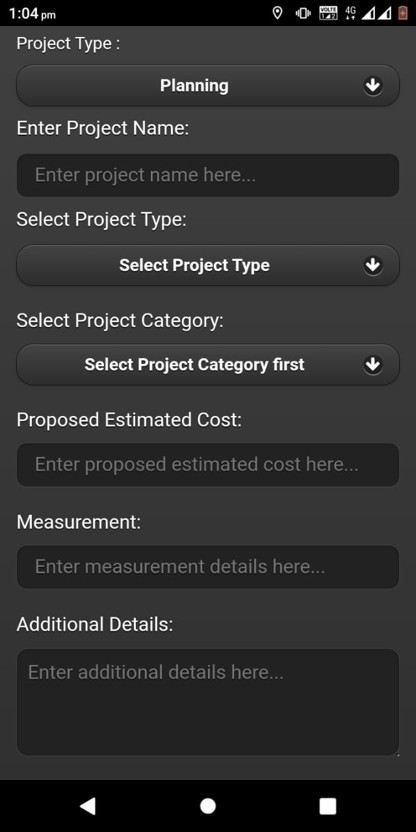 1:04 pm
VOLTE
1 2
4G
Project Type :
Planning
Enter Project Name:
Enter project name here...
Select Project Type:
Select Project Type
Select Project Category:
Select Project Category first
Proposed Estimated Cost:
Enter proposed estimated cost here...
Measurement:
Enter measurement details here...
Additional Details:
Enter additional details here...